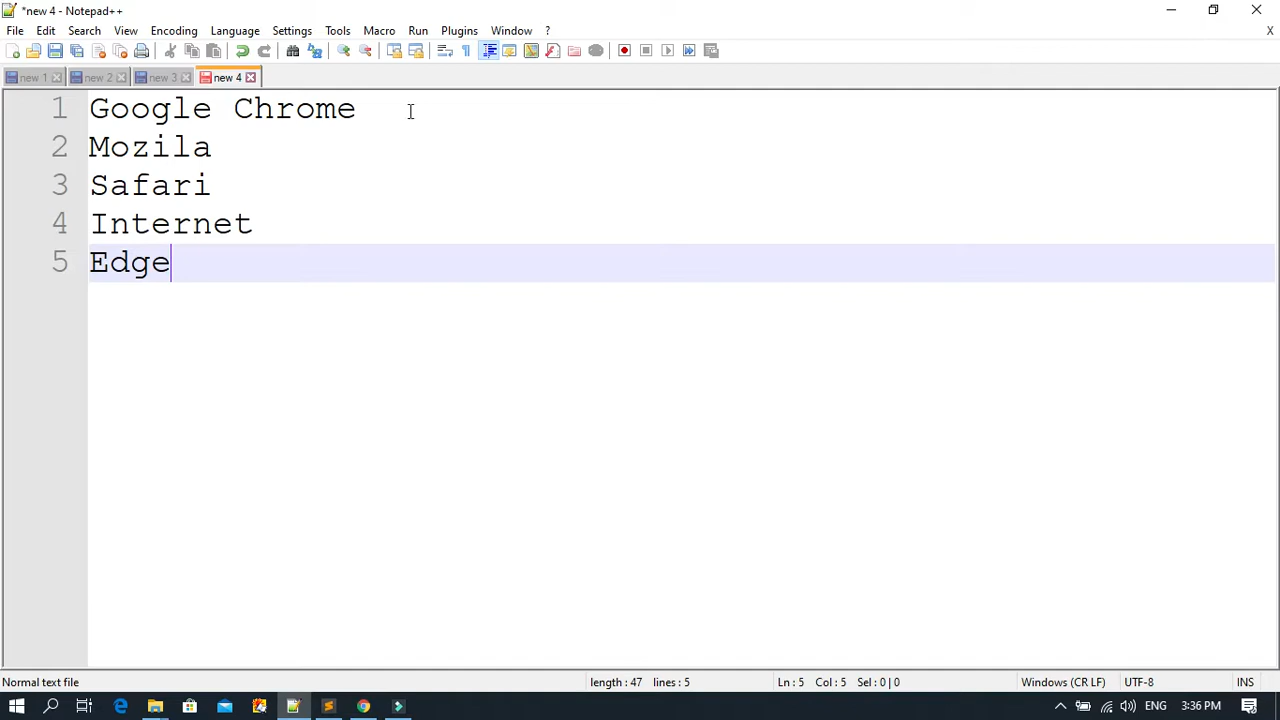 *new 4 - Notepad++
File Edit Search View Encoding Language Settings Tools Macro Run Plugins Window ? X
new 1 new 2 new 3 new 4
1 Google Chrome
2 Mozila
3 Safari
4 Internet
5 Edge
Normal text file length : 47 lines : 5 Ln : 5 Col : 5 Sel : 0 | 0 Windows (CR LF) UTF-8 INS
ENG 3:36 PM